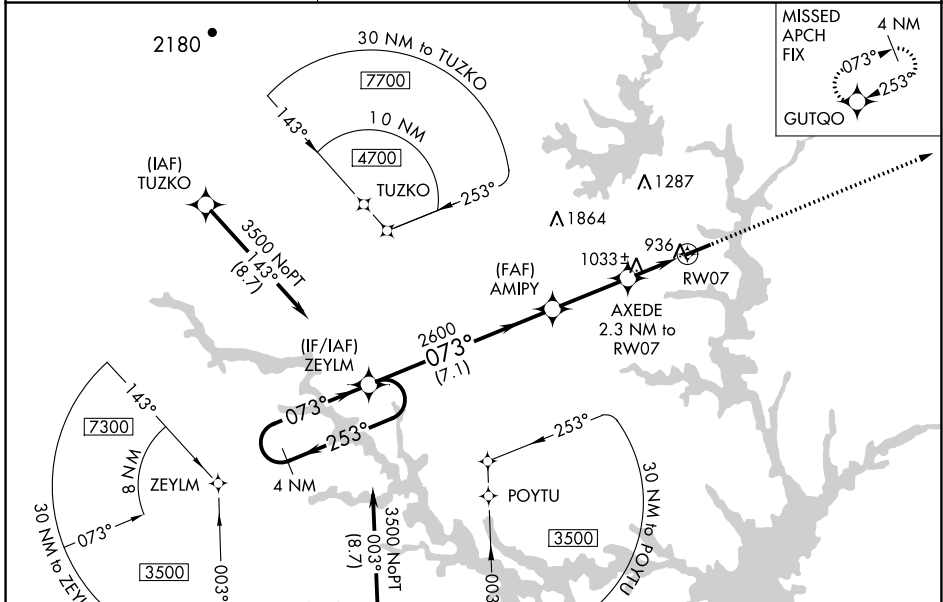 2180
30 NM to TUZKO
7700
10 NM
4700
143°
TUZKO
253°
MISSED
APCH
FIX
4 NM
073°
253°
GUTQO
(IAF)
TUZKO
3500 NoPT
143°
(8.7)
1287
1864
936
1033±
RW07
(FAF)
AMIPY
AXEDE
2.3 NM to
RW07
2600
073°
(7.1)
(IF/IAF)
ZEYLM
073°
253°
4 NM
143°
7300
8 NM
ZEYLM
073°
30 NM to ZEYL
3500
003°
3500 NoPT
003°
(8.7)
253°
POYTU
3500
30 NM to POYTU
003